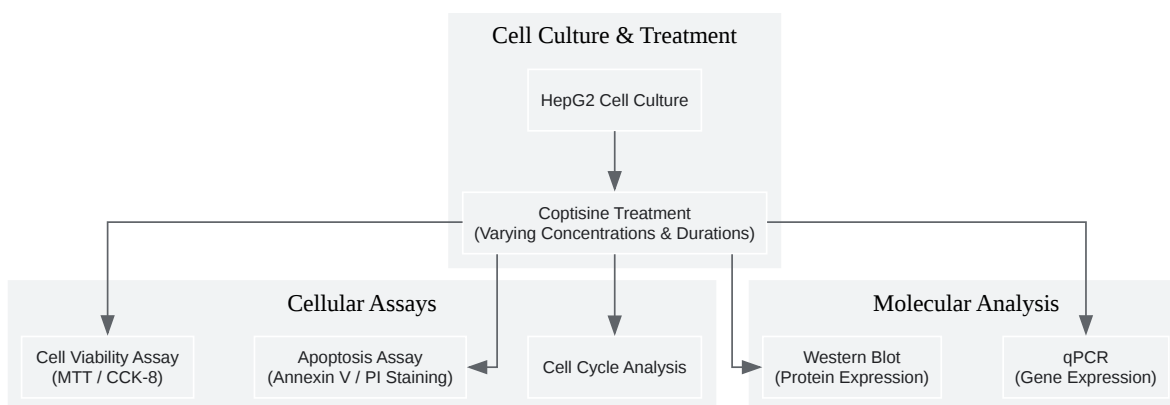 Cell Culture & Treatment
HepG2 Cell Culture
Coptisine Treatment
(Varying Concentrations & Durations)
Cellular Assays
Cell Viability Assay
(MTT / CCK-8)
Apoptosis Assay
(Annexin V / PI Staining)
Cell Cycle Analysis
Molecular Analysis
Western Blot
(Protein Expression)
qPCR
(Gene Expression)